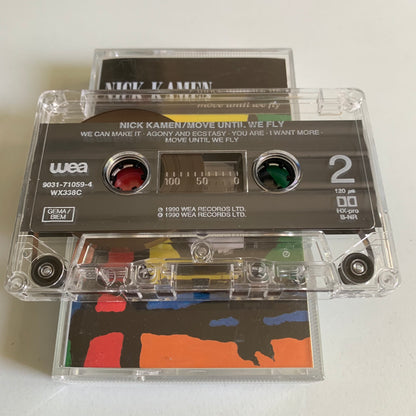 NICK KAMEN
move until we fly
NICK KAMEN/MOVE UNTIL WE FLY
WE CAN MAKE IT · AGONY AND ECSTASY · YOU ARE · I WANT MORE ·
MOVE UNTIL WE FLY
wea
2
9031-71059-4
WX338C
100 50 0
120 µs
HX-pro
B-NR
GEMA/
BIEM
℗ 1990 WEA RECORDS LTD.
© 1990 WEA RECORDS LTD.